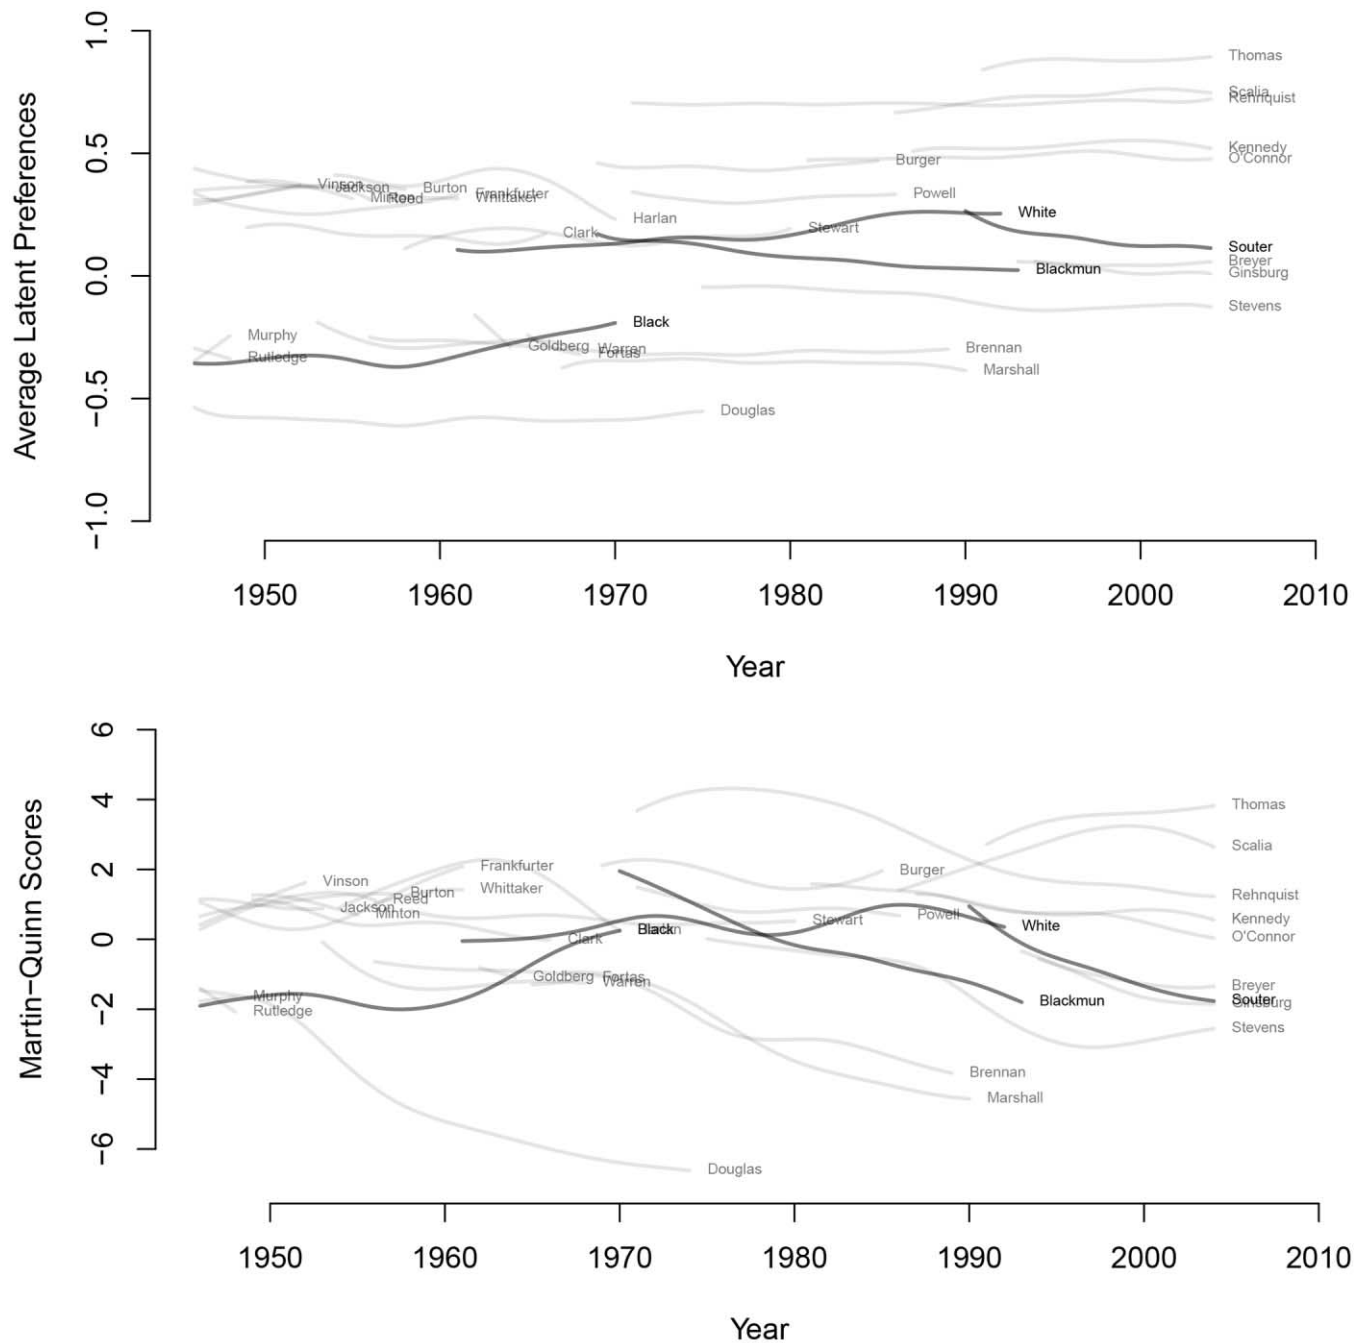 Average Latent Preferences
1.0
0.5
0.0
−0.5
−1.0
Thomas
Scalia
Rehnquist
Kennedy
O'Connor
Burger
Vinson
Jackson
Burton
Minton
Reed
Frankfurter
Whittaker
Powell
White
Harlan
Stewart
Clark
Souter
Breyer
Blackmun
Ginsburg
Stevens
Black
Murphy
Goldberg
Warren
Fortas
Rutledge
Brennan
Marshall
Douglas
1950 1960 1970 1980 1990 2000 2010
Year
Martin−Quinn Scores
6
4
2
0
−2
−4
−6
Thomas
Scalia
Frankfurter
Burger
Vinson
Whittaker
Burton
Reed
Rehnquist
Jackson
Minton
Powell
Stewart
Kennedy
White
Black
Harlan
Clark
O'Connor
Goldberg
Fortas
Warren
Breyer
Murphy
Rutledge
Blackmun
Souter
Ginsburg
Stevens
Brennan
Marshall
Douglas
1950 1960 1970 1980 1990 2000 2010
Year